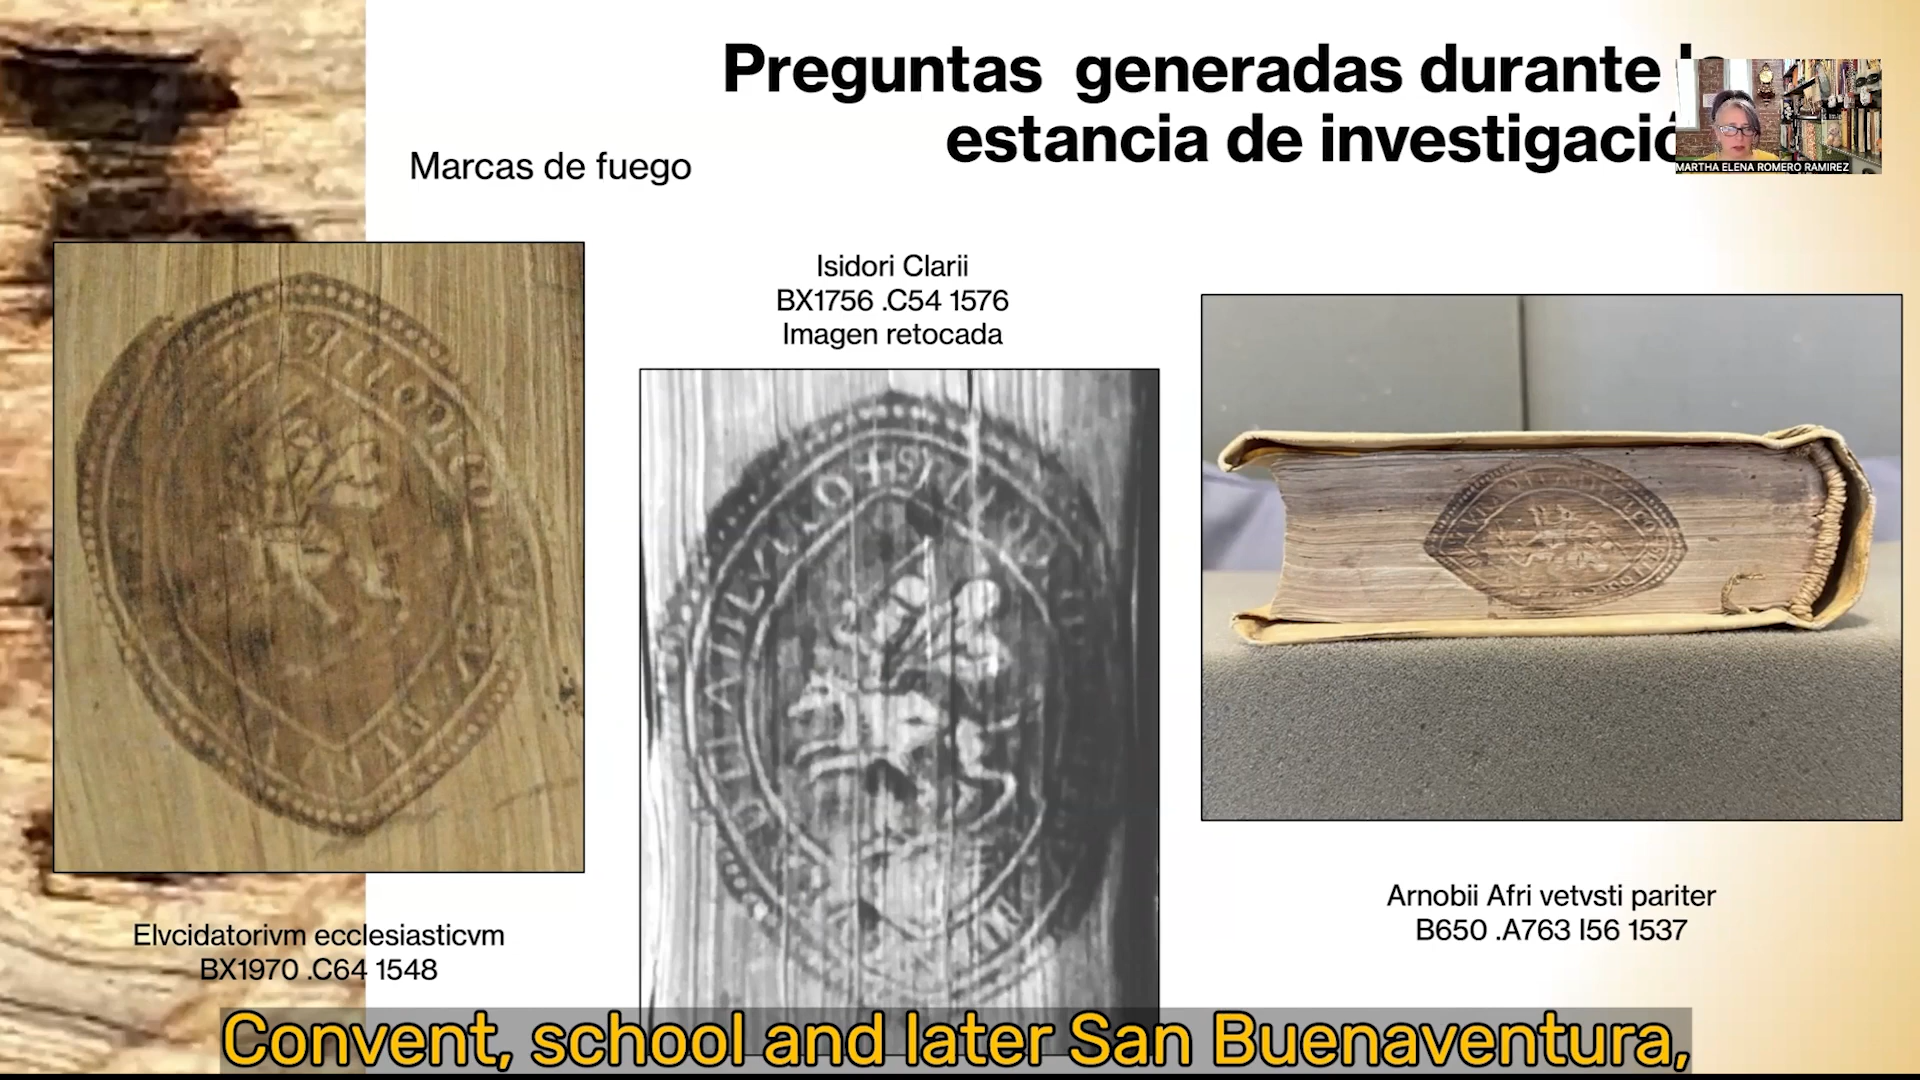 Preguntas generadas durante
estancia de investigació
MARTHA ELENA ROMERO RAMIREZ
Marcas de fuego
Isidori Clarii
BX1756 .C54 1576
Imagen retocada
Elvcidatorivm ecclesiasticvm
BX1970 .C64 1548
Arnobii Afri vetvsti pariter
B650 .A763 I56 1537
Convent, school and later San Buenaventura,